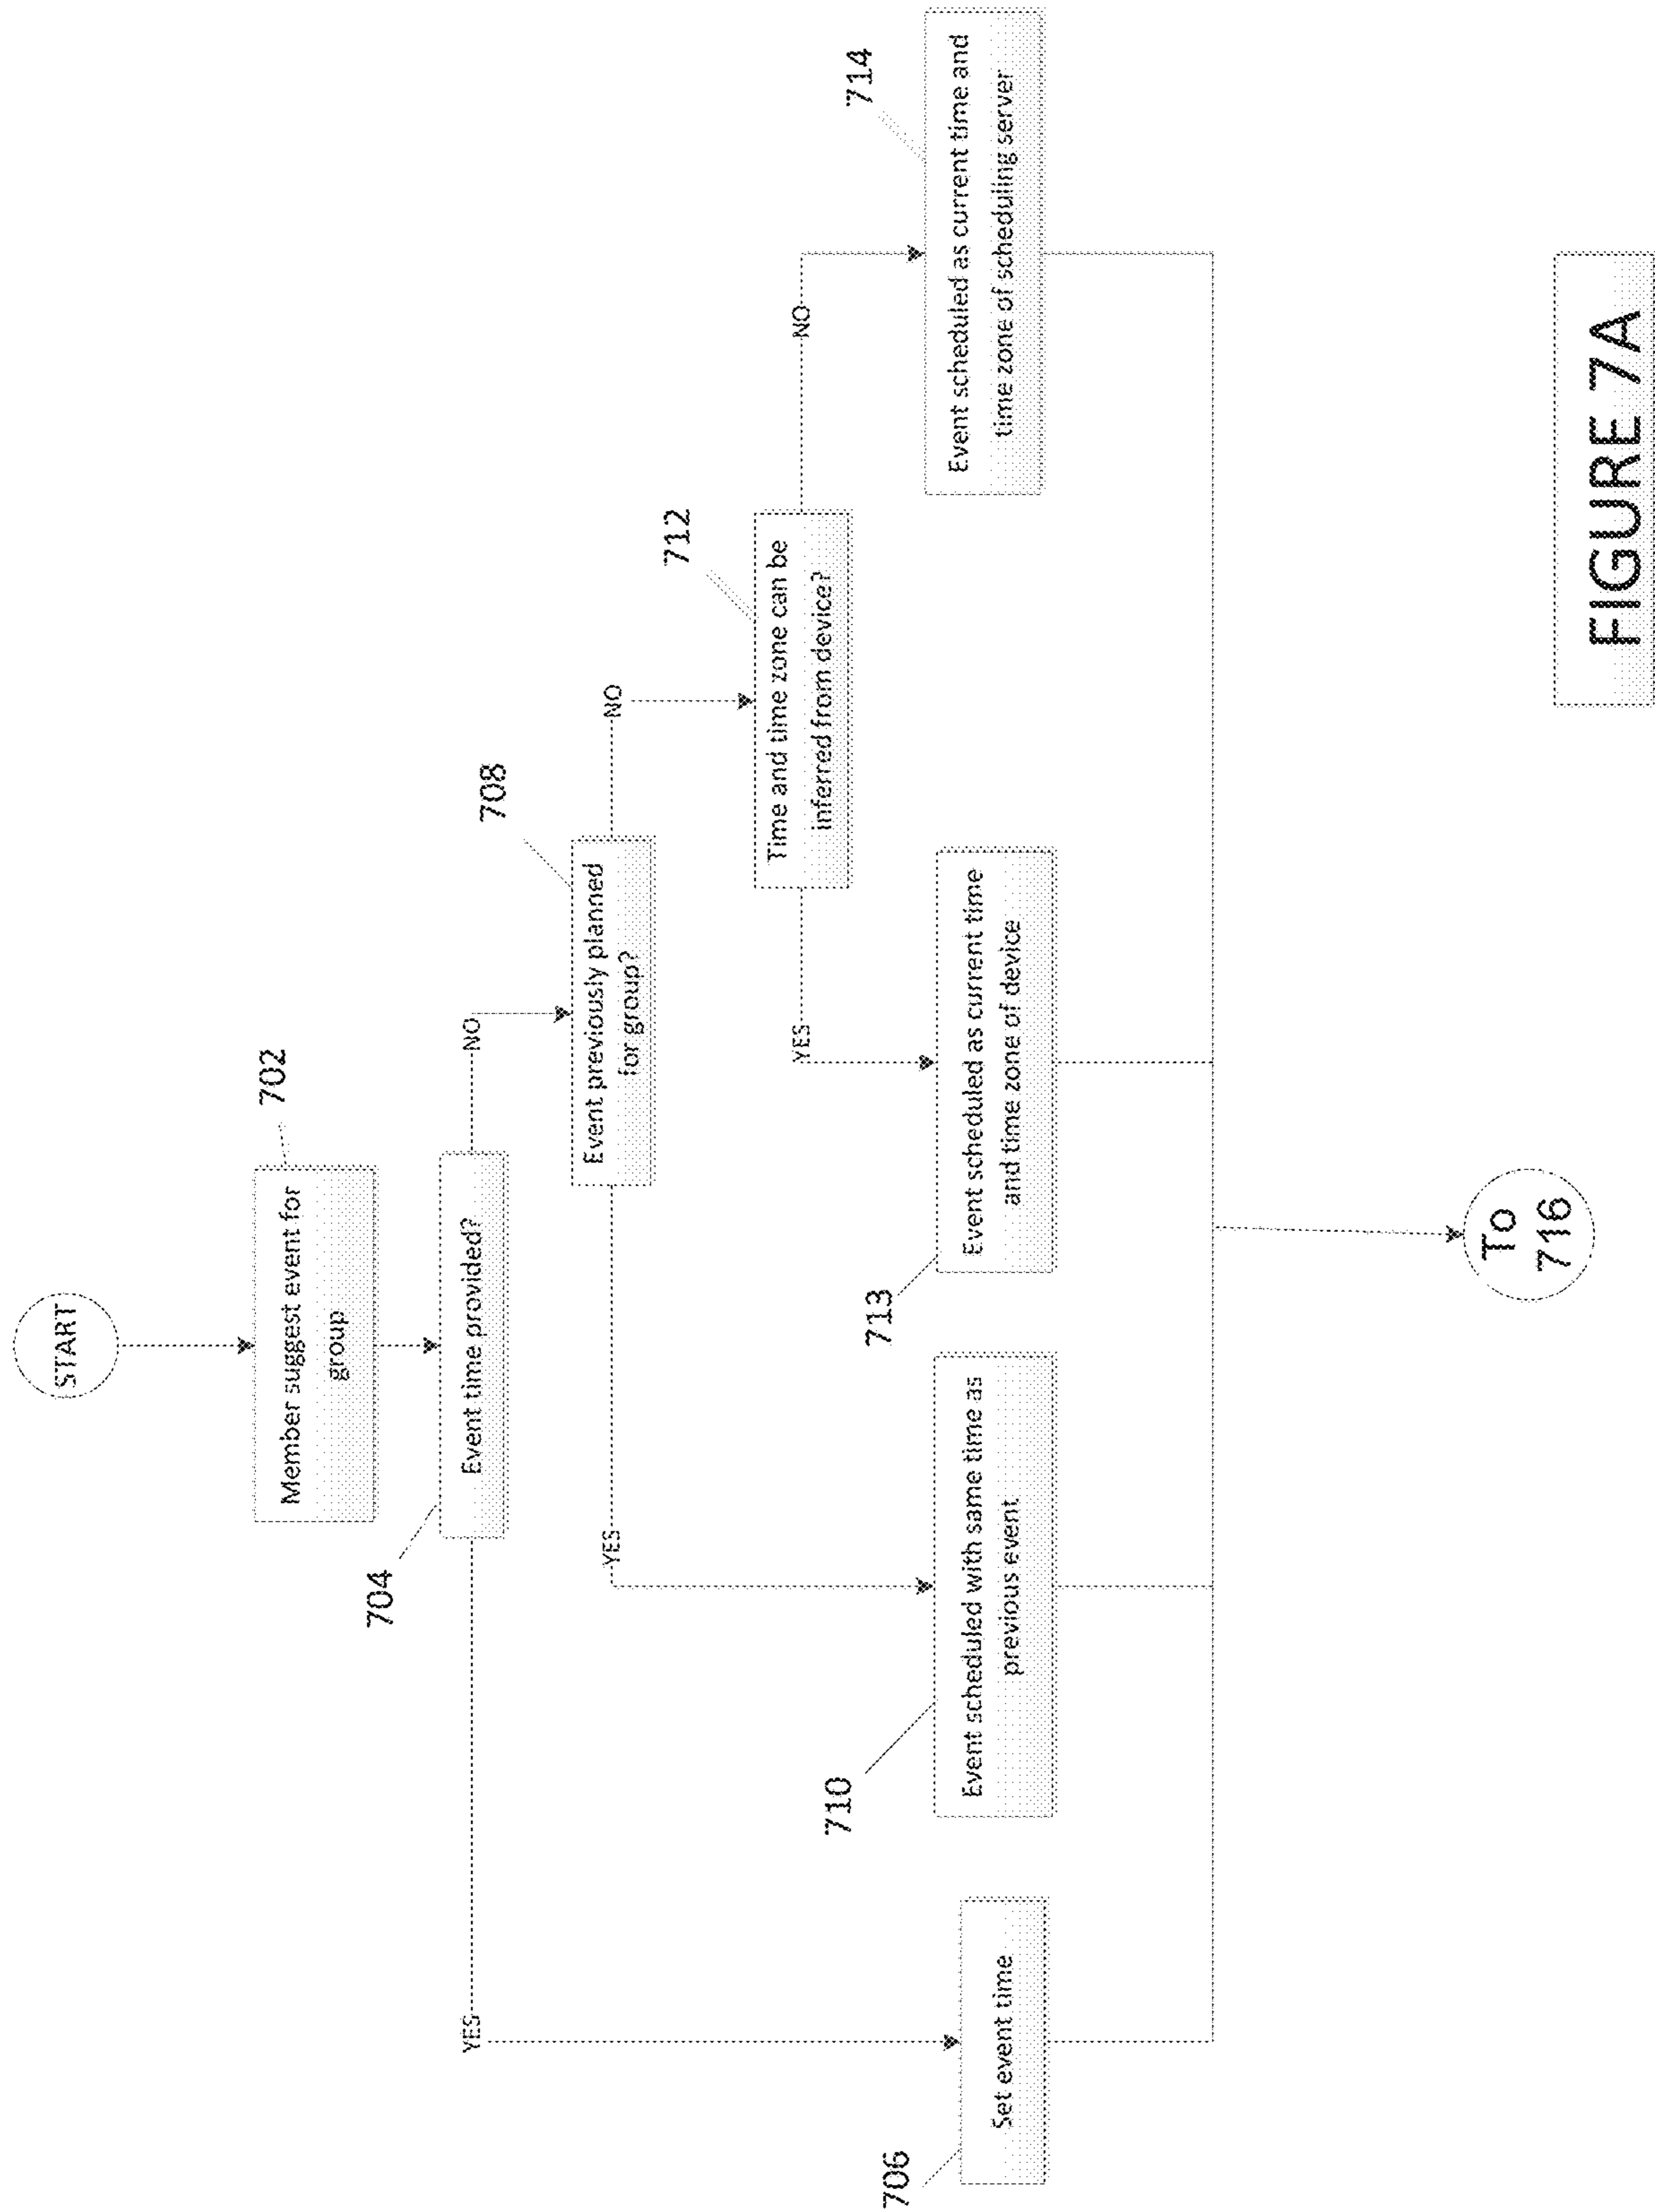 START
702
Member suggest event for
group
704
Event time provided?
YES
NO
708
Event previously planned
for group?
YES
NO
712
Time and time zone can be
inferred from device?
YES
NO
706
Set event time
710
Event scheduled with same time as
previous event
713
Event scheduled as current time
and time zone of device
714
Event scheduled as current time and
time zone of scheduling server
To
716
FIGURE 7A